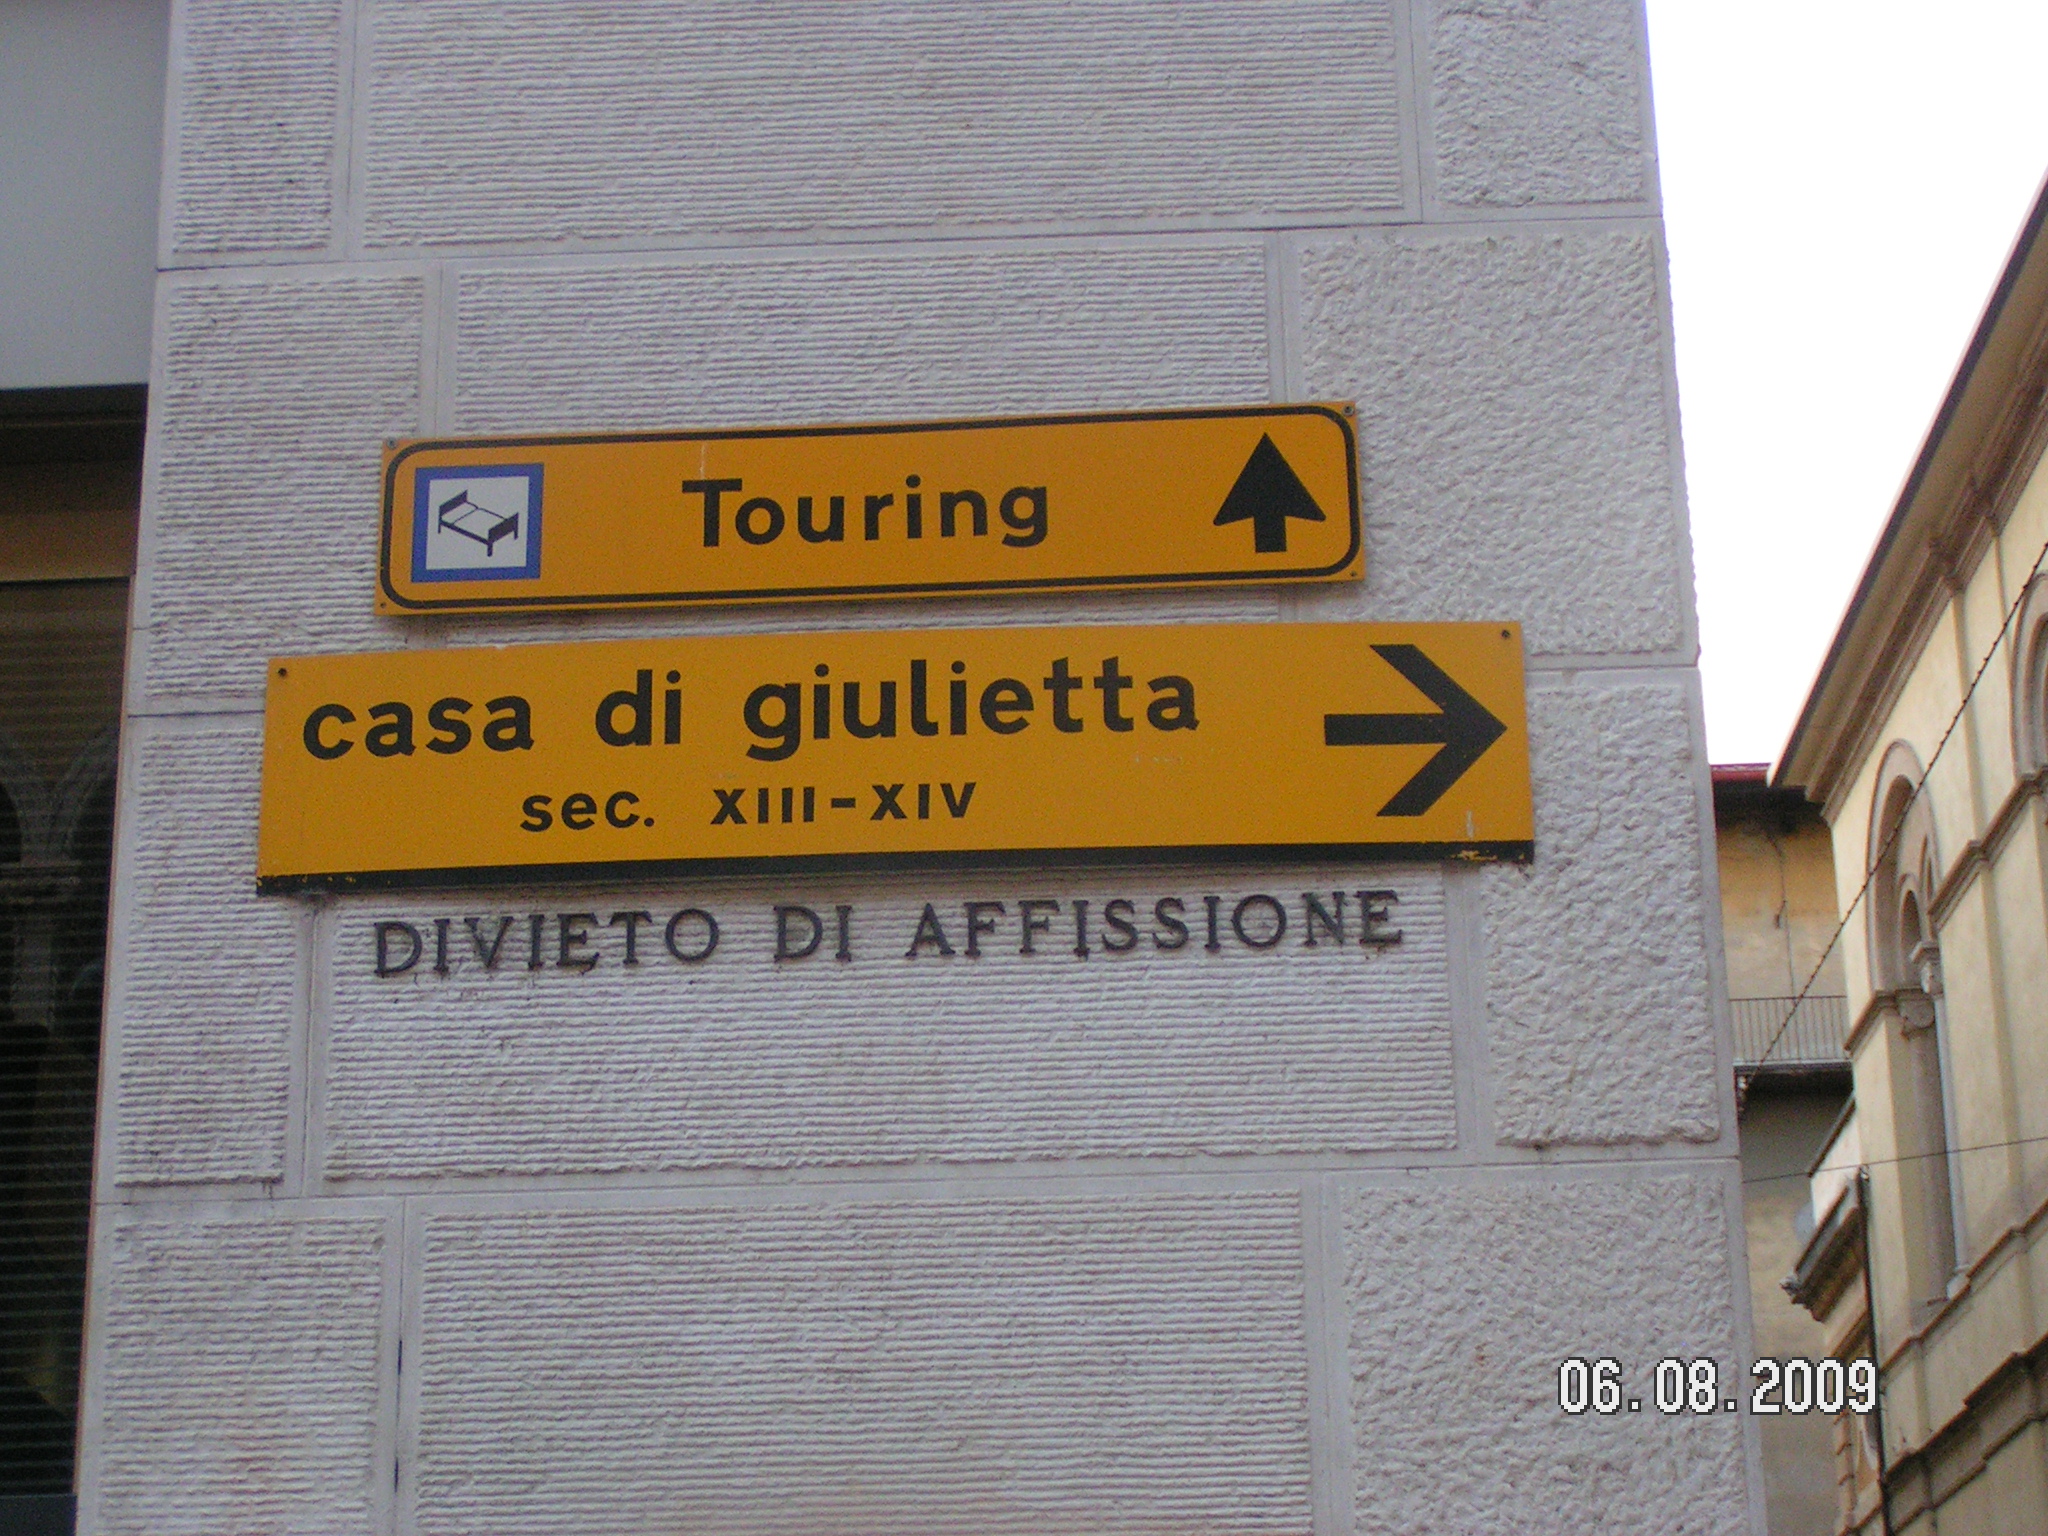 Touring
casa di giulietta
sec. XIII-XIV
DIVIETO DI AFFISSIONE
06.08.2009